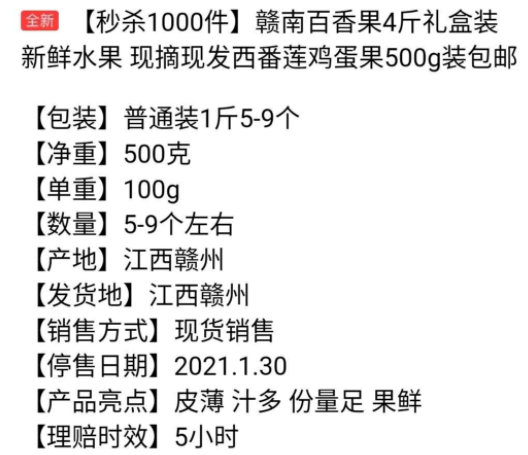 全新 【秒杀1000件】赣南百香果4斤礼盒装
新鲜水果 现摘现发西番莲鸡蛋果500g装包邮
【包装】普通装1斤5-9个
【净重】500克
【单重】100g
【数量】5-9个左右
【产地】江西赣州
【发货地】江西赣州
【销售方式】现货销售
【停售日期】2021.1.30
【产品亮点】皮薄 汁多 份量足 果鲜
【理赔时效】5小时